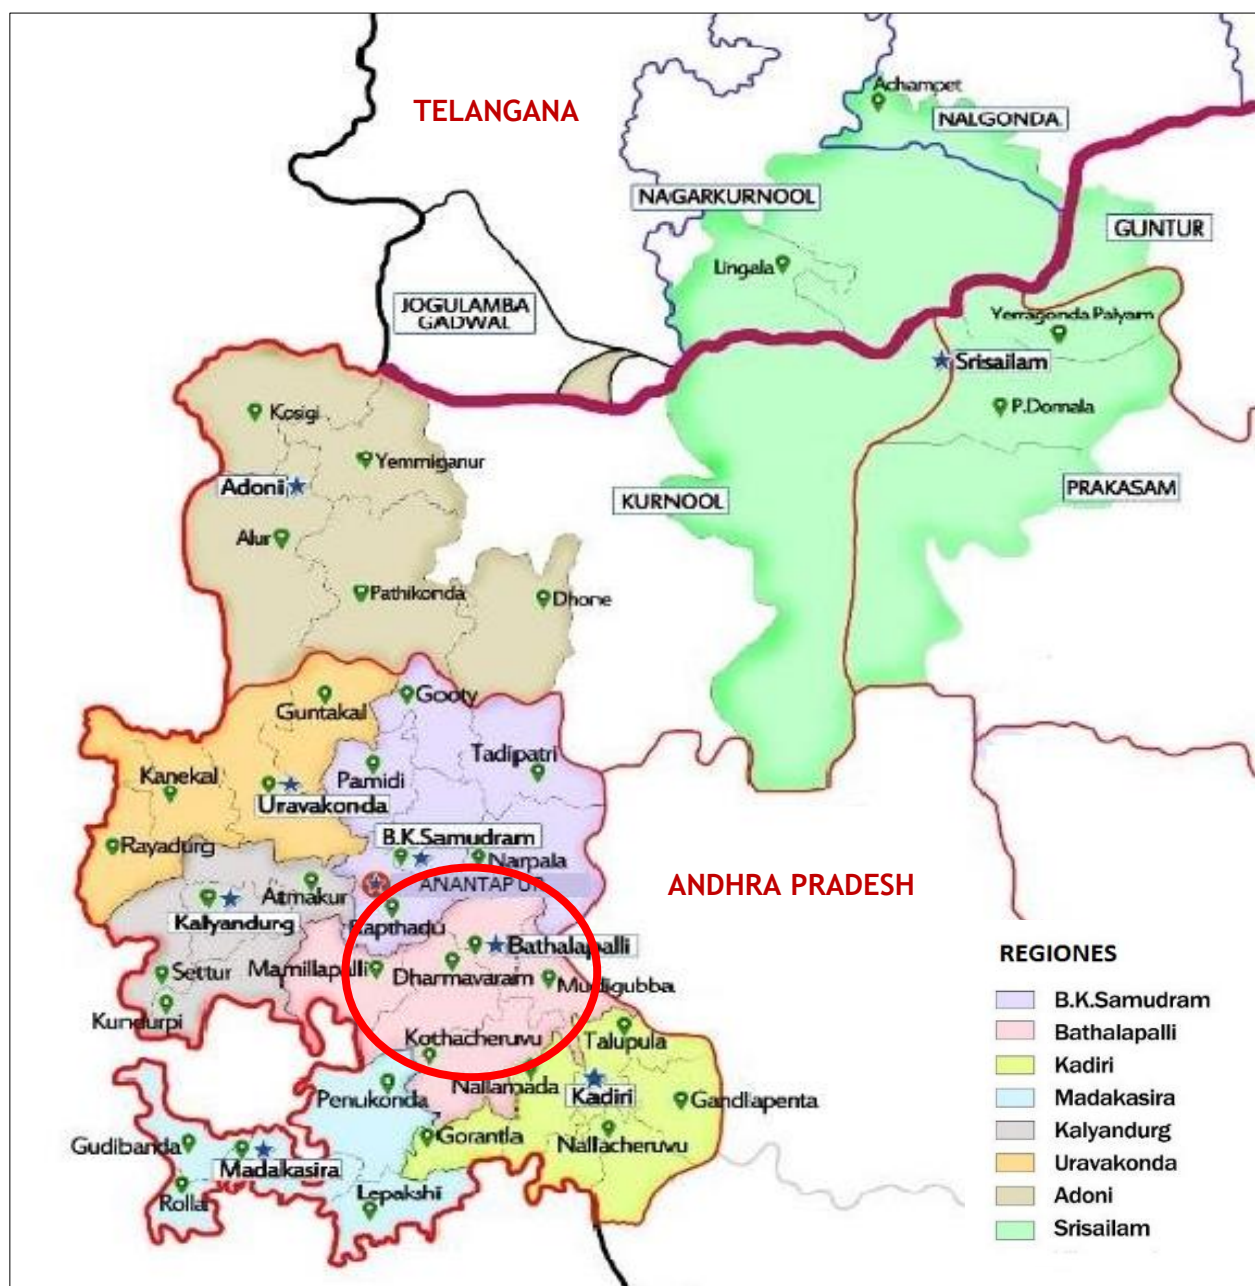 Achampet
TELANGANA
NALGONDA
NAGARKURNOOL
GUNTUR
Lingala
JOGULAMBA
GADWAL
Yerragonda Palyam
Srisailam
Kosigi
P.Dornala
Yemmiganur
Adoni
KURNOOL
PRAKASAM
Alur
Pathikonda
Dhone
Gooty
Guntakal
Tadipatri
Kanekal
Pamidi
Uravakonda
B.K.Samudram
Rayadurg
Narpala
ANANTAPUR
ANDHRA PRADESH
Atmakur
Kalyandurg
Rapthadu
Bathalapalli
Mamillapalli
Settur
Dharmavaram
Mudigubba
Kundurpi
Kothacheruvu
Talupula
Nallamada
Penukonda
Kadiri
Gandlapenta
Gorantla
Gudibanda
Nallacheruvu
Madakasira
Rolla
Lepakshi
REGIONES
B.K.Samudram
Bathalapalli
Kadiri
Madakasira
Kalyandurg
Uravakonda
Adoni
Srisailam